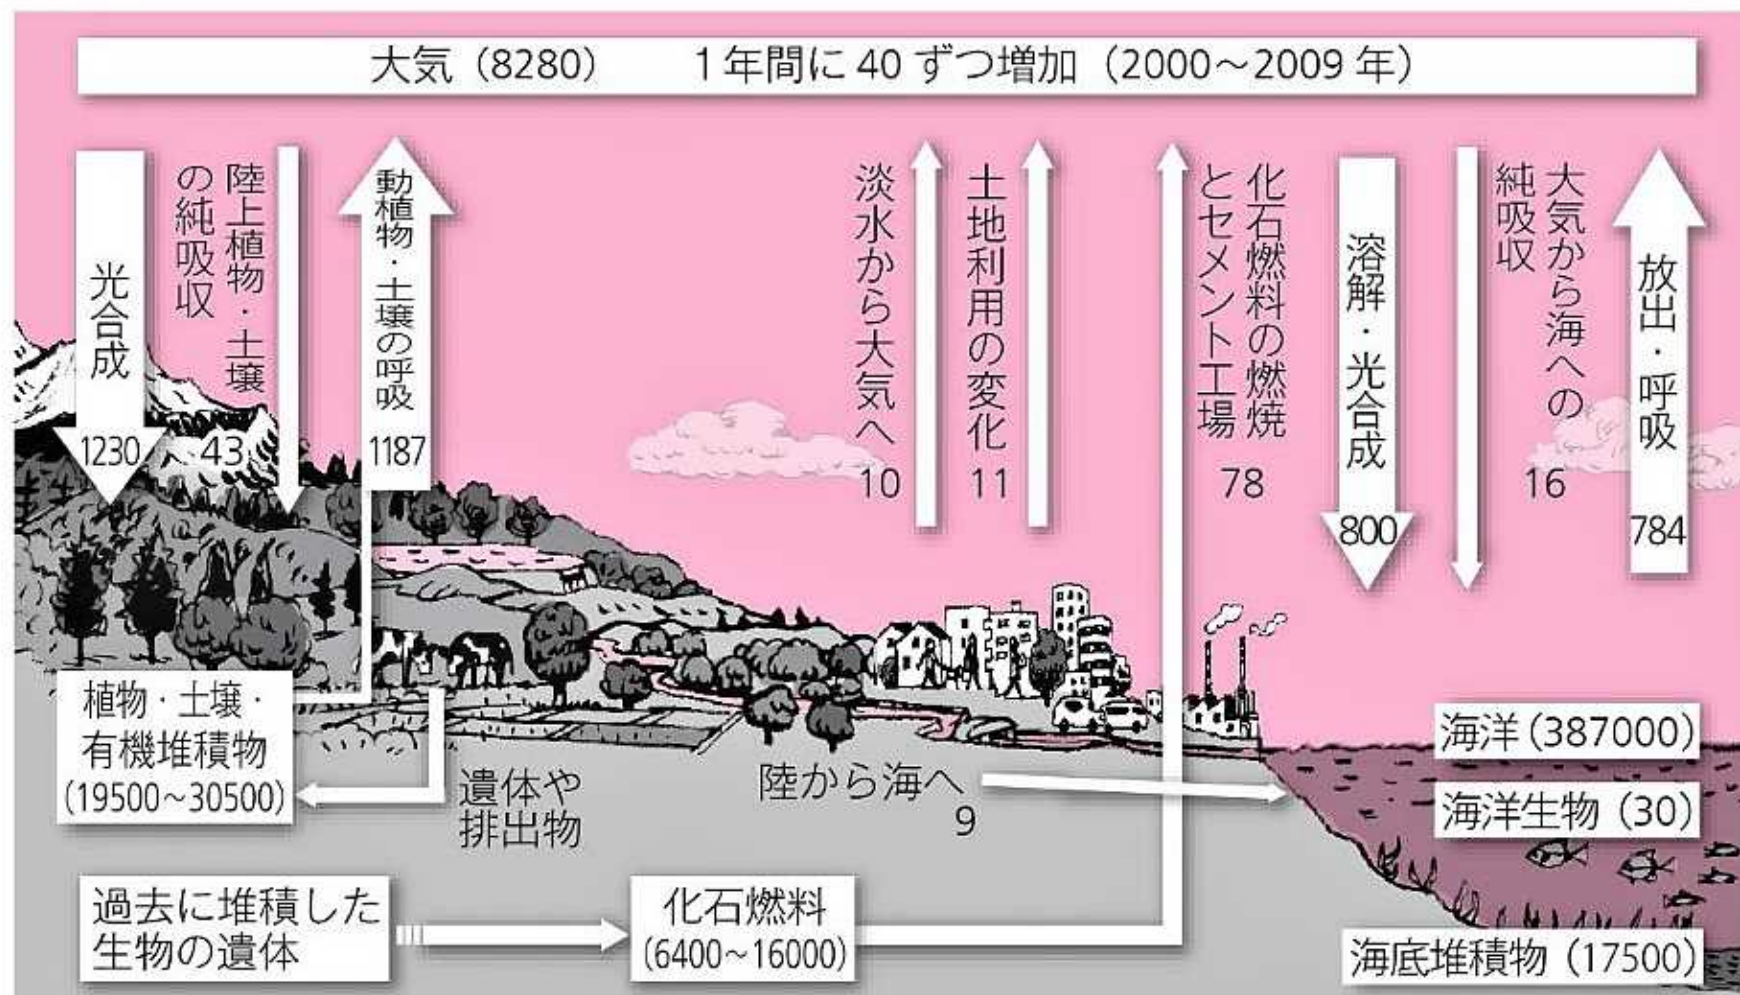 大気（8280） 1年間に 40 ずつ増加（2000～2009 年）
光合成
1230
陸上植物・土壌
の純吸収
43
動植物・土壌の呼吸
1187
淡水から大気へ
10
土地利用の変化
11
化石燃料の燃焼
とセメント工場
78
溶解・光合成
800
大気から海への
純吸収
16
放出・呼吸
784
植物・土壌・
有機堆積物
(19500～30500)
遺体や
排出物
陸から海へ
9
海洋（387000）
海洋生物（30）
過去に堆積した
生物の遺体
化石燃料
(6400～16000)
海底堆積物（17500）